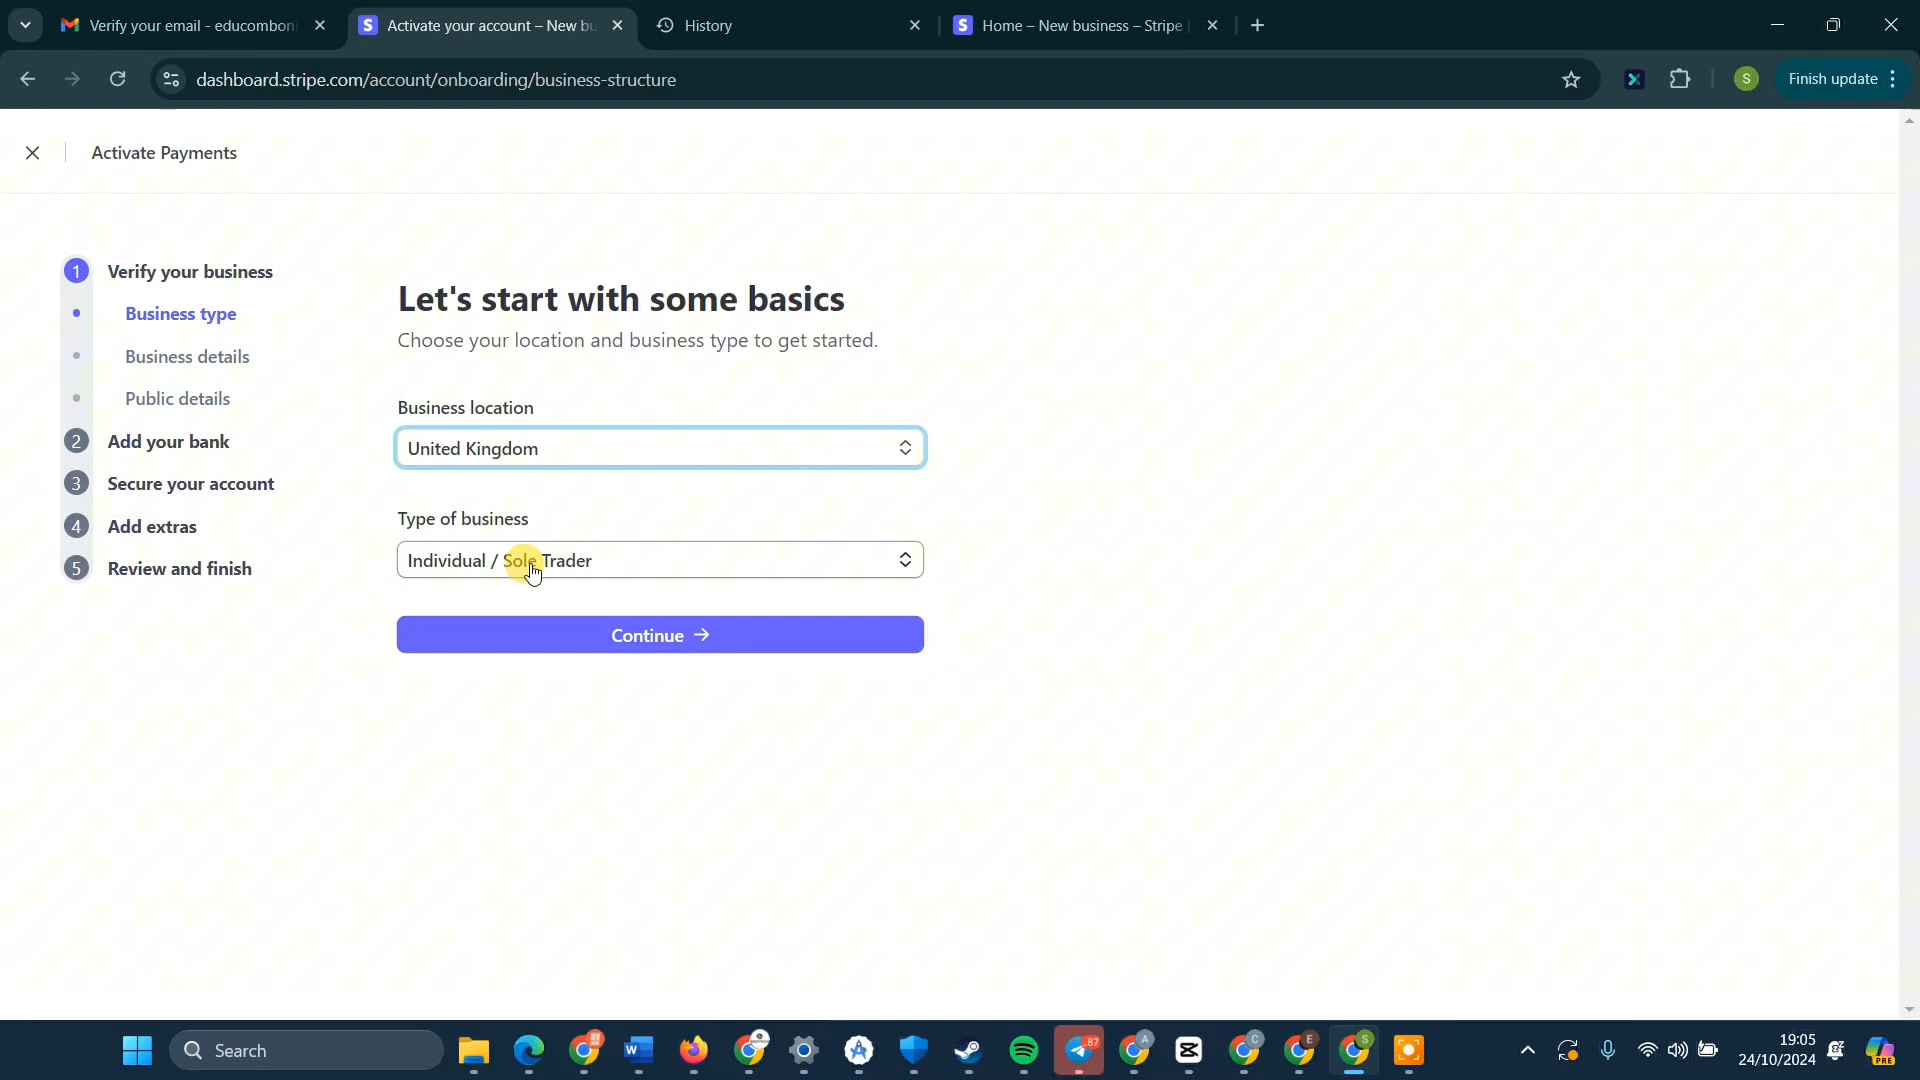 Verify your email - educomboni
Activate your account – New bu
History
Home – New business – Stripe
dashboard.stripe.com/account/onboarding/business-structure
S
Finish update
Activate Payments
1 Verify your business
Business type
Business details
Public details
2 Add your bank
3 Secure your account
4 Add extras
5 Review and finish
Let's start with some basics
Choose your location and business type to get started.
Business location
United Kingdom
Type of business
Individual / Sole Trader
Continue →
Search
87
A
C
E
S
19:05
24/10/2024
PRE